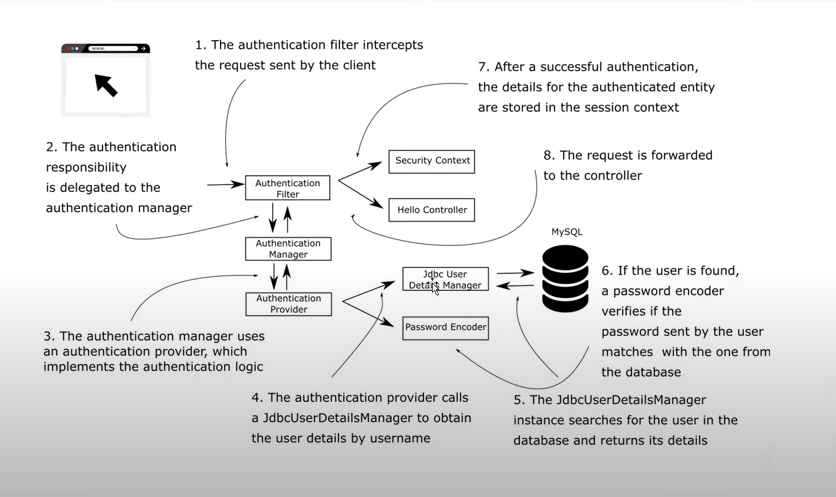 1. The authentication filter intercepts
the request sent by the client
7. After a successful authentication,
the details for the authenticated entity
are stored in the session context
2. The authentication
responsibility
is delegated to the
authentication manager
Security Context
8. The request is forwarded
to the controller
Authentication
Filter
Hello Controller
MySQL
Authentication
Manager
Jdbc User
Details Manager
6. If the user is found,
a password encoder
verifies if the
password sent by the user
matches with the one from
the database
Authentication
Provider
Password Encoder
3. The authentication manager uses
an authentication provider, which
implements the authentication logic
4. The authentication provider calls
a JdbcUserDetailsManager to obtain
the user details by username
5. The JdbcUserDetailsManager
instance searches for the user in the
database and returns its details